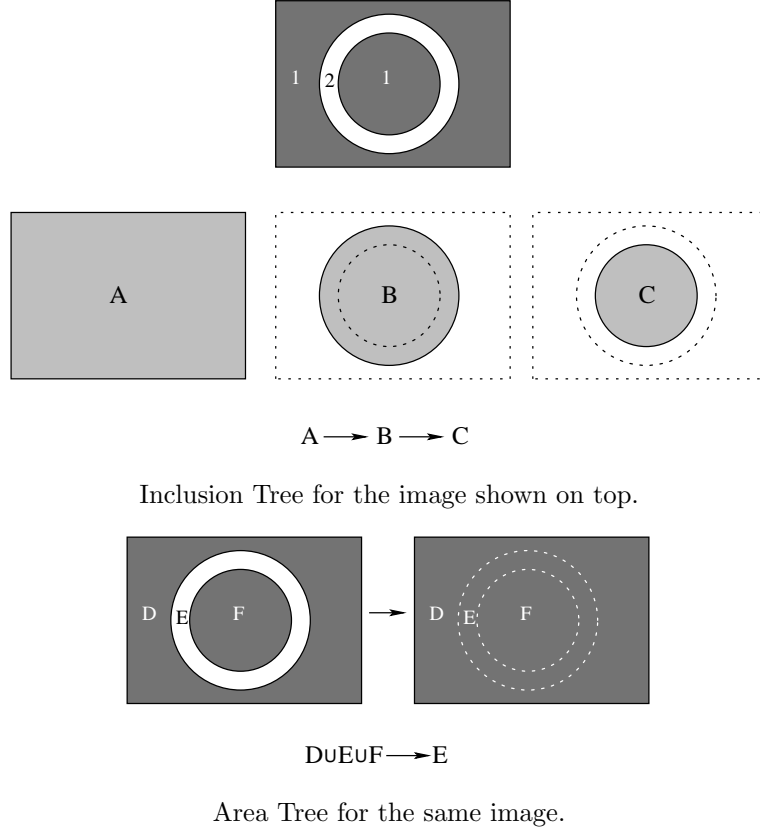 1 2 1
A B C
A → B → C
Inclusion Tree for the image shown on top.
D E F D E F
D∪E∪F → E
Area Tree for the same image.